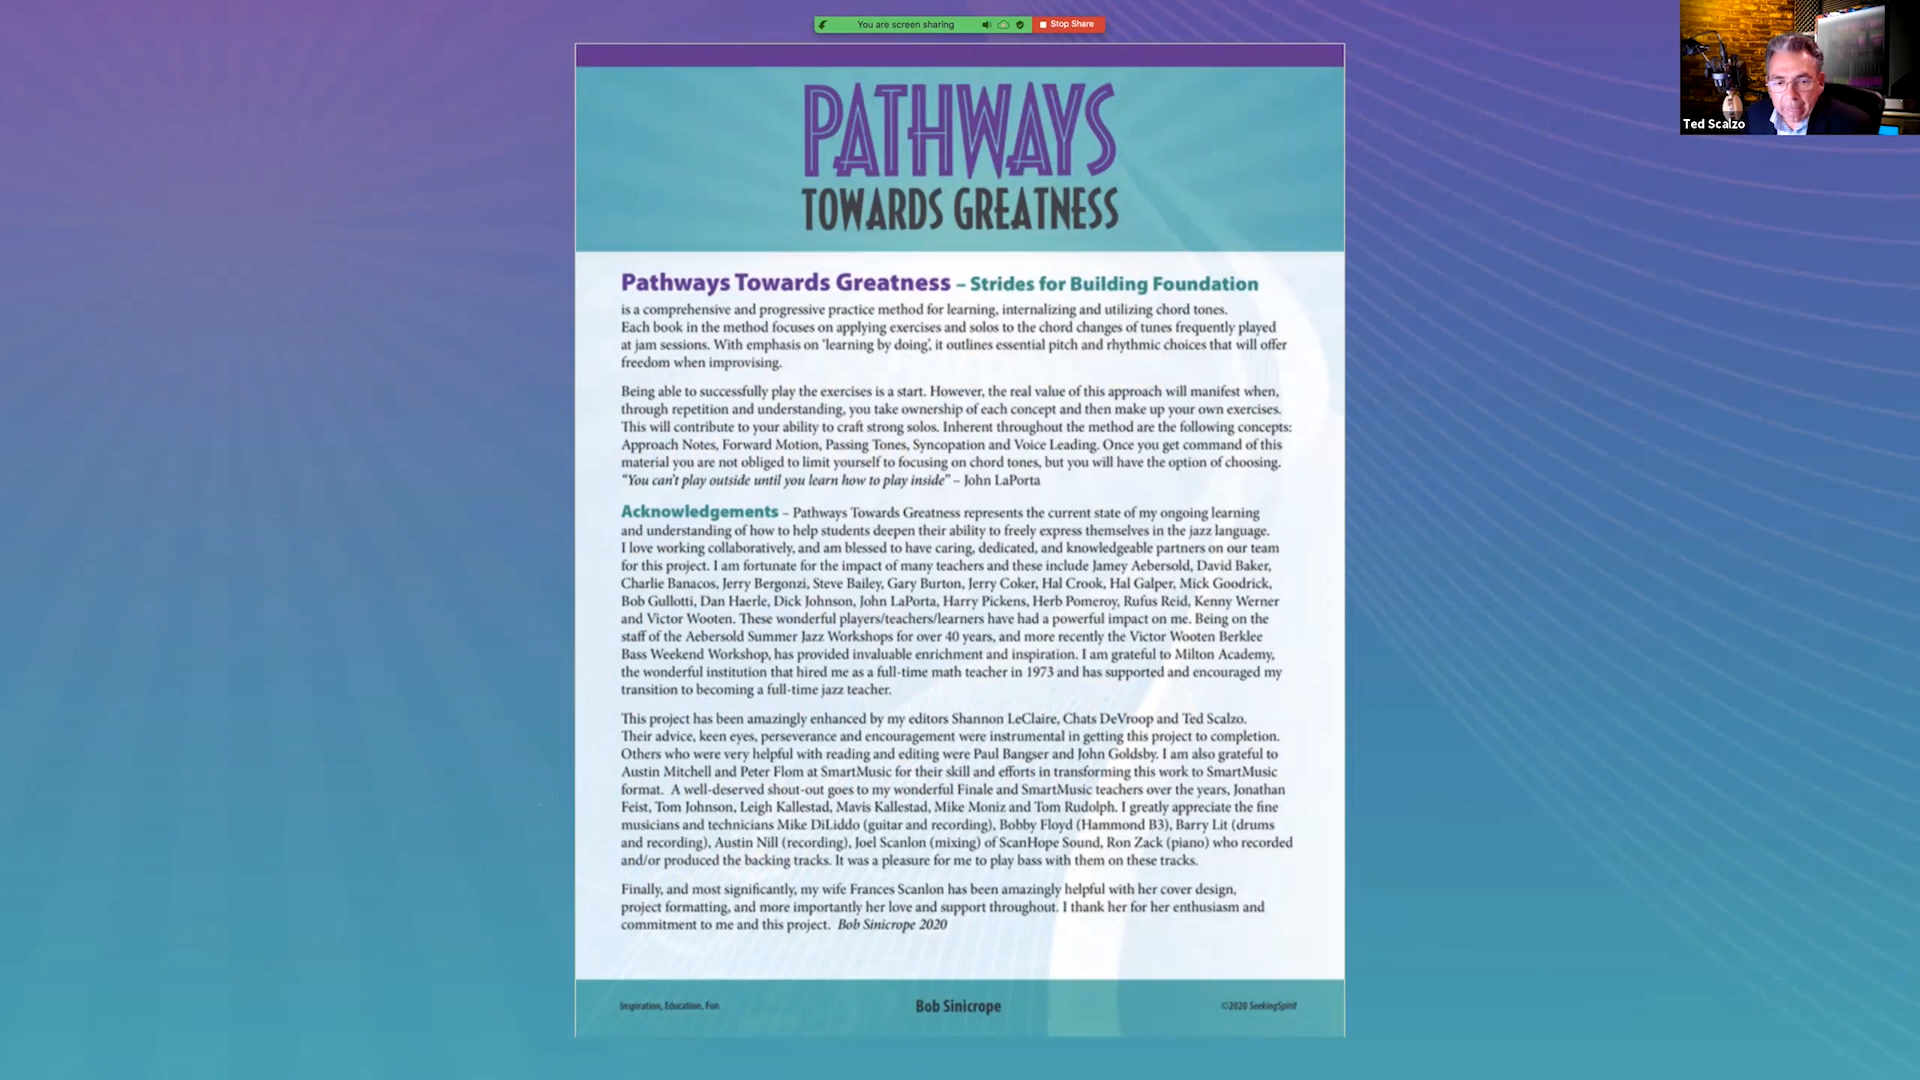 You are screen sharing
Stop Share
Ted Scalzo
PATHWAYS
TOWARDS GREATNESS
Pathways Towards Greatness – Strides for Building Foundation
is a comprehensive and progressive practice method for learning, internalizing and utilizing chord tones.
Each book in the method focuses on applying exercises and solos to the chord changes of tunes frequently played
at jam sessions. With emphasis on 'learning by doing', it outlines essential pitch and rhythmic choices that will offer
freedom when improvising.
Being able to successfully play the exercises is a start. However, the real value of this approach will manifest when,
through repetition and understanding, you take ownership of each concept and then make up your own exercises.
This will contribute to your ability to craft strong solos. Inherent throughout the method are the following concepts:
Approach Notes, Forward Motion, Passing Tones, Syncopation and Voice Leading. Once you get command of this
material you are not obliged to limit yourself to focusing on chord tones, but you will have the option of choosing.
"You can't play outside until you learn how to play inside" – John LaPorta
Acknowledgements – Pathways Towards Greatness represents the current state of my ongoing learning
and understanding of how to help students deepen their ability to freely express themselves in the jazz language.
I love working collaboratively, and am blessed to have caring, dedicated, and knowledgeable partners on our team
for this project. I am fortunate for the impact of many teachers and these include Jamey Aebersold, David Baker,
Charlie Banacos, Jerry Bergonzi, Steve Bailey, Gary Burton, Jerry Coker, Hal Crook, Hal Galper, Mick Goodrick,
Bob Gullotti, Dan Haerle, Dick Johnson, John LaPorta, Harry Pickens, Herb Pomeroy, Rufus Reid, Kenny Werner
and Victor Wooten. These wonderful players/teachers/learners have had a powerful impact on me. Being on the
staff of the Aebersold Summer Jazz Workshops for over 40 years, and more recently the Victor Wooten Berklee
Bass Weekend Workshop, has provided invaluable enrichment and inspiration. I am grateful to Milton Academy,
the wonderful institution that hired me as a full-time math teacher in 1973 and has supported and encouraged my
transition to becoming a full-time jazz teacher.
This project has been amazingly enhanced by my editors Shannon LeClaire, Chats DeVroop and Ted Scalzo.
Their advice, keen eyes, perseverance and encouragement were instrumental in getting this project to completion.
Others who were very helpful with reading and editing were Paul Bangser and John Goldsby. I am also grateful to
Austin Mitchell and Peter Flom at SmartMusic for their skill and efforts in transforming this work to SmartMusic
format. A well-deserved shout-out goes to my wonderful Finale and SmartMusic teachers over the years, Jonathan
Feist, Tom Johnson, Leigh Kallestad, Mavis Kallestad, Mike Moniz and Tom Rudolph. I greatly appreciate the fine
musicians and technicians Mike DiLiddo (guitar and recording), Bobby Floyd (Hammond B3), Barry Lit (drums
and recording), Austin Nill (recording), Joel Scanlon (mixing) of ScanHope Sound, Ron Zack (piano) who recorded
and/or produced the backing tracks. It was a pleasure for me to play bass with them on these tracks.
Finally, and most significantly, my wife Frances Scanlon has been amazingly helpful with her cover design,
project formatting, and more importantly her love and support throughout. I thank her for her enthusiasm and
commitment to me and this project. Bob Sinicrope 2020
Inspiration, Education, Fun
Bob Sinicrope
©2020 SeekingSpirit